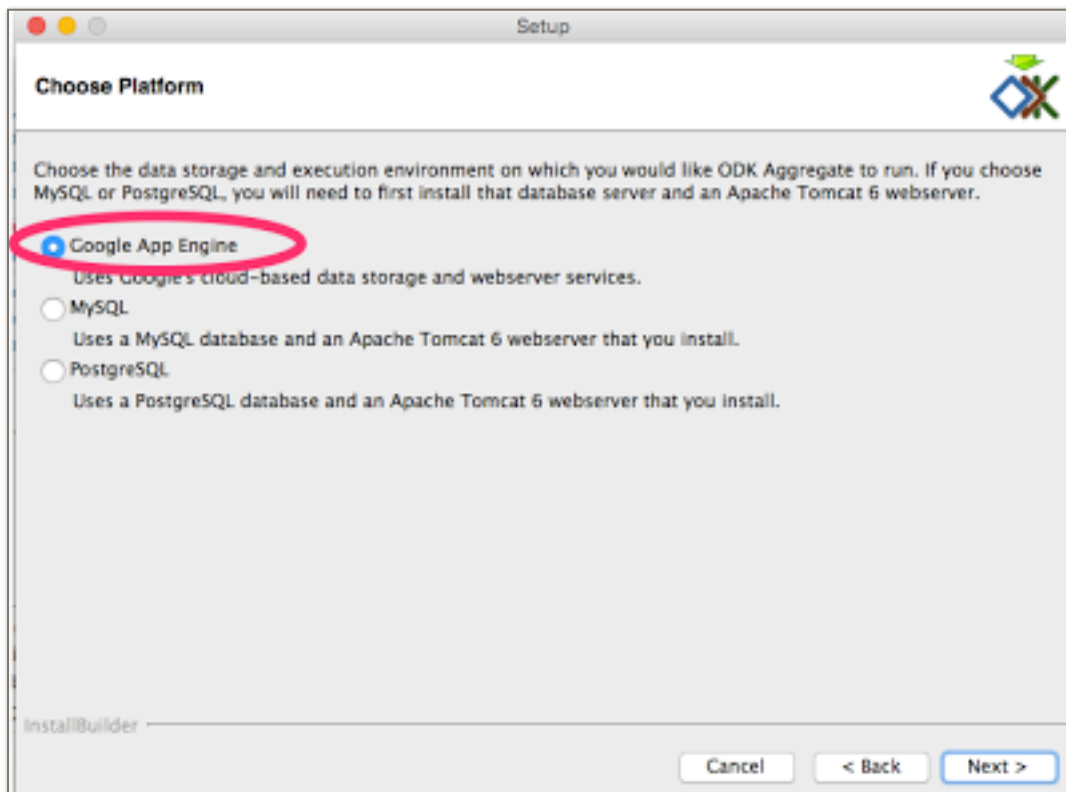 Setup
Choose Platform
ODK
Choose the data storage and execution environment on which you would like ODK Aggregate to run. If you choose
MySQL or PostgreSQL, you will need to first install that database server and an Apache Tomcat 6 webserver.
Google App Engine
Uses Google's cloud-based data storage and webserver services.
MySQL
Uses a MySQL database and an Apache Tomcat 6 webserver that you install.
PostgreSQL
Uses a PostgreSQL database and an Apache Tomcat 6 webserver that you install.
InstallBuilder
Cancel
< Back
Next >